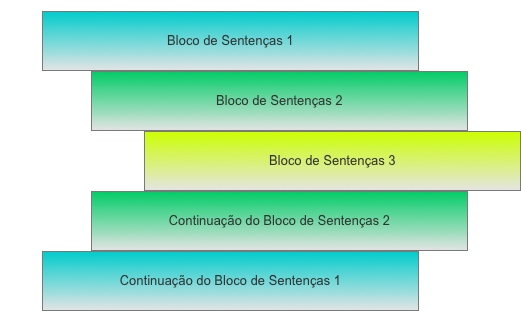 Bloco de Sentenças 1
Bloco de Sentenças 2
Bloco de Sentenças 3
Continuação do Bloco de Sentenças 2
Continuação do Bloco de Sentenças 1